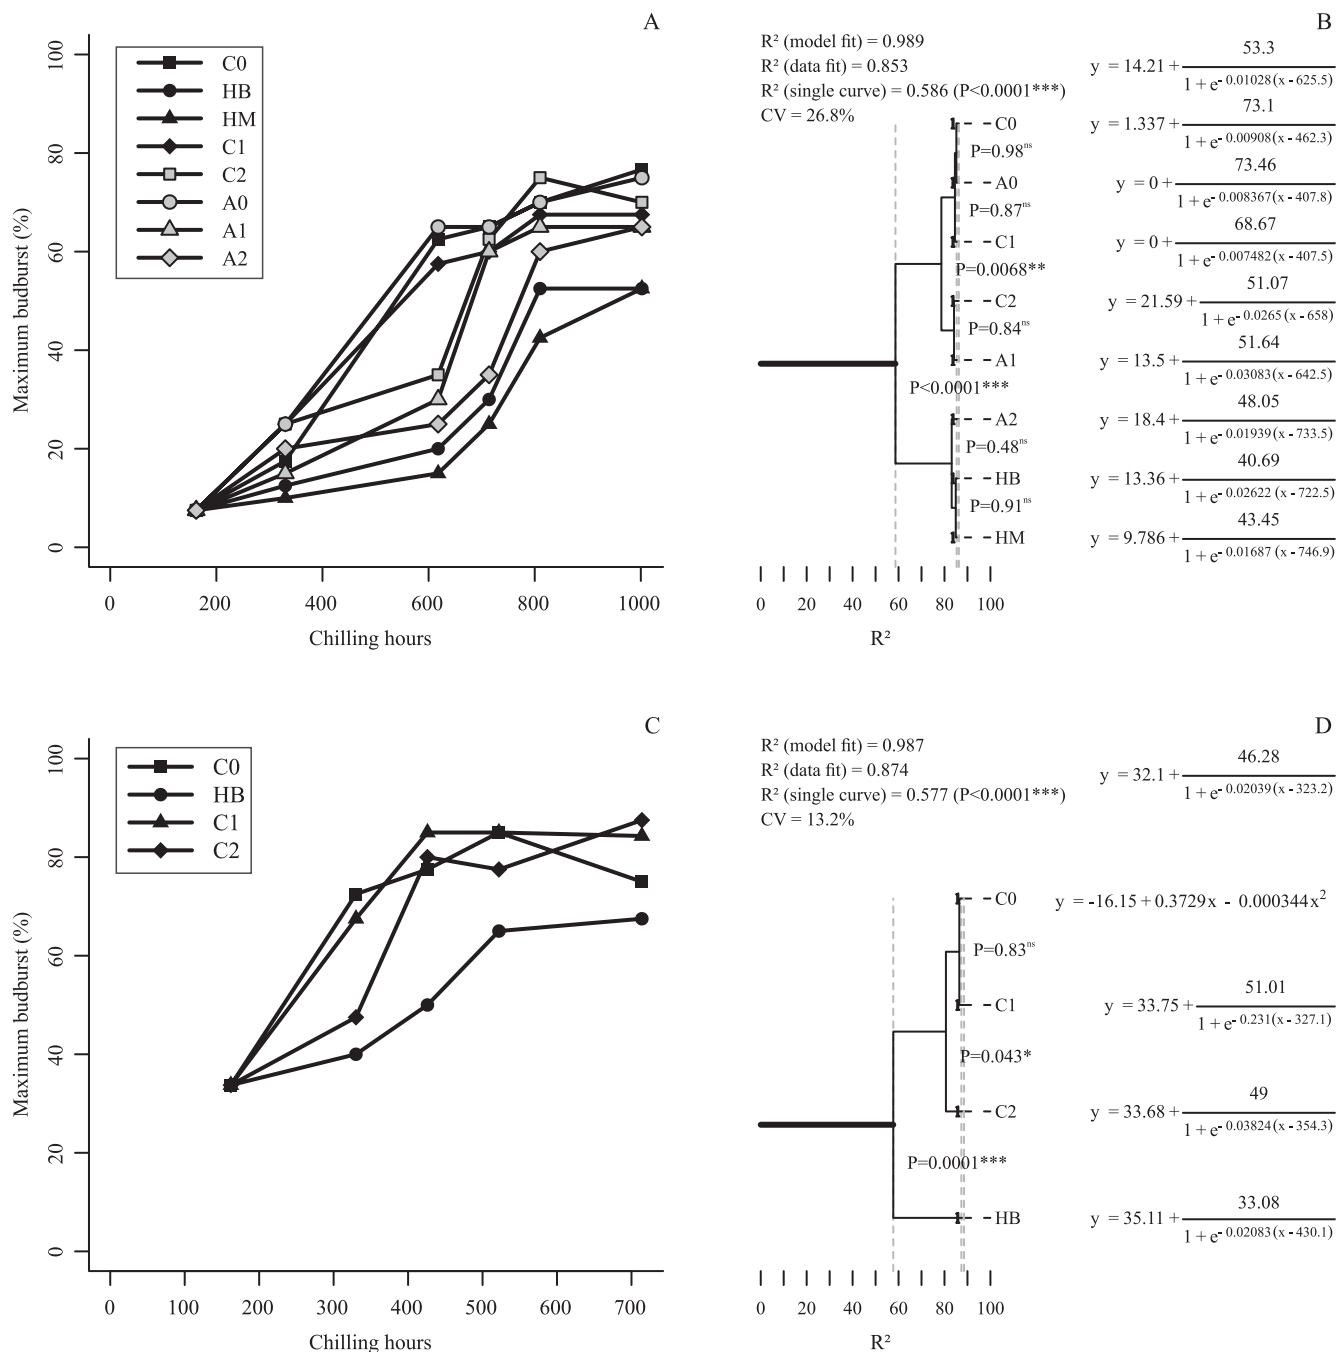 A
100
80
60
40
20
0
Maximum budburst (%)
C0
HB
HM
C1
C2
A0
A1
A2
0 200 400 600 800 1000
Chilling hours
B
R² (model fit) = 0.989
R² (data fit) = 0.853
R² (single curve) = 0.586 (P<0.0001***)
CV = 26.8%
C0
P=0.98ns
A0
P=0.87ns
C1
P=0.0068**
C2
P=0.84ns
A1
P<0.0001***
A2
P=0.48ns
HB
P=0.91ns
HM
0 20 40 60 80 100
R²
y = 14.21 + 53.3 / 1 + e^- 0.01028 (x - 625.5)
y = 1.337 + 73.1 / 1 + e^- 0.00908 (x - 462.3)
y = 0 + 73.46 / 1 + e^- 0.008367 (x - 407.8)
y = 0 + 68.67 / 1 + e^- 0.007482 (x - 407.5)
y = 21.59 + 51.07 / 1 + e^- 0.0265 (x - 658)
y = 13.5 + 51.64 / 1 + e^- 0.03083 (x - 642.5)
y = 18.4 + 48.05 / 1 + e^- 0.01939 (x - 733.5)
y = 13.36 + 40.69 / 1 + e^- 0.02622 (x - 722.5)
y = 9.786 + 43.45 / 1 + e^- 0.01687 (x - 746.9)
C
100
80
60
40
20
0
Maximum budburst (%)
C0
HB
C1
C2
0 100 200 300 400 500 600 700
Chilling hours
D
R² (model fit) = 0.987
R² (data fit) = 0.874
R² (single curve) = 0.577 (P<0.0001***)
CV = 13.2%
C0
P=0.83ns
C1
P=0.043*
C2
P=0.0001***
HB
0 20 40 60 80 100
R²
y = 32.1 + 46.28 / 1 + e^- 0.02039 (x - 323.2)
y = -16.15 + 0.3729x - 0.000344x²
y = 33.75 + 51.01 / 1 + e^- 0.231 (x - 327.1)
y = 33.68 + 49 / 1 + e^- 0.03824 (x - 354.3)
y = 35.11 + 33.08 / 1 + e^- 0.02083 (x - 430.1)